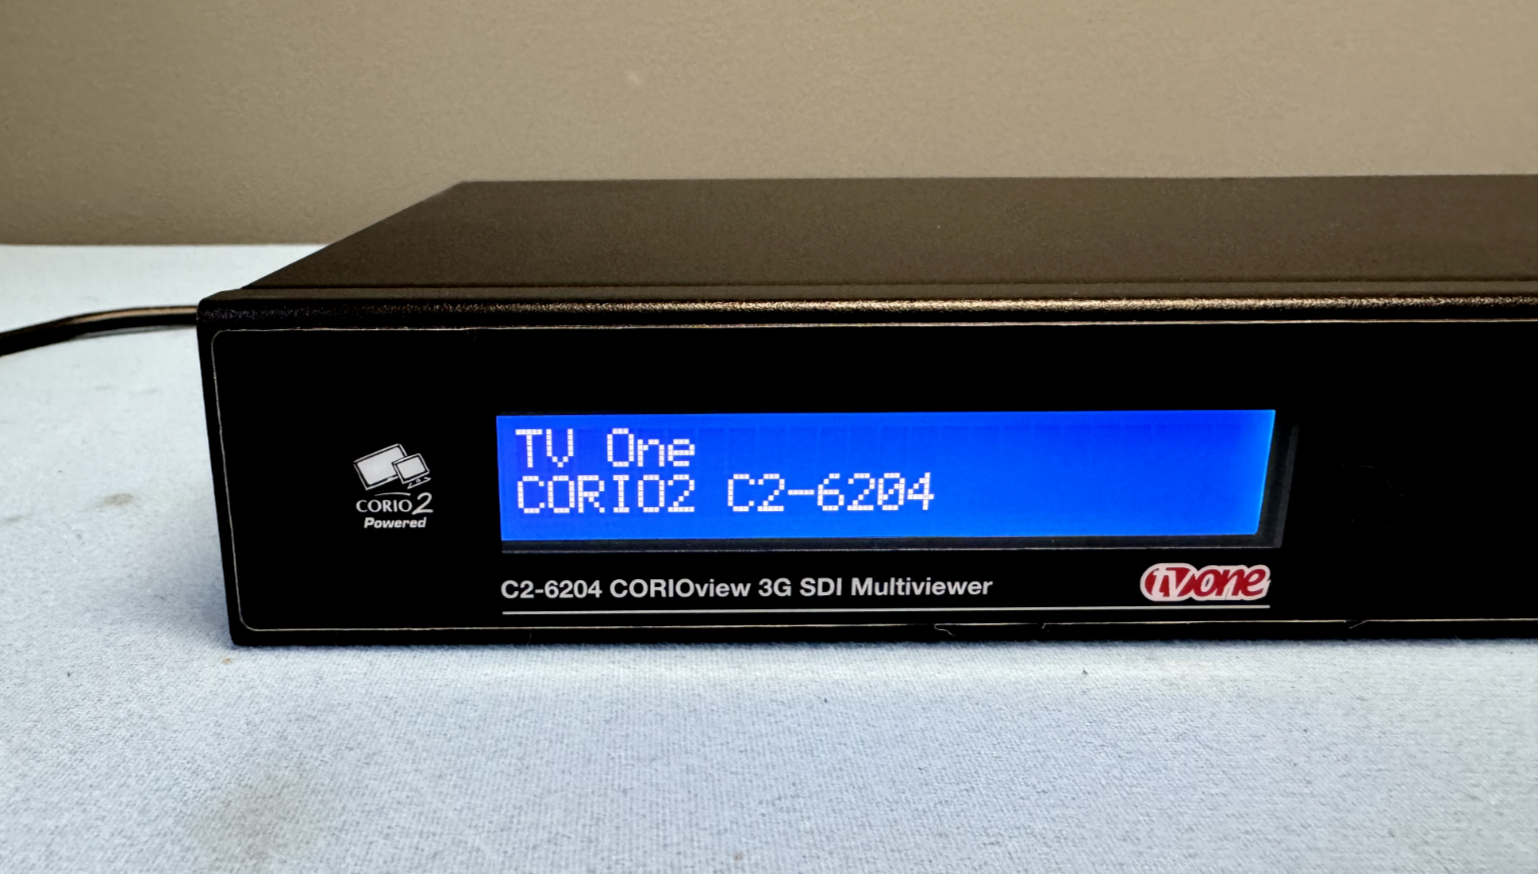 TV One
CORIO2 C2-6204
CORIO2
Powered
C2-6204 CORIOview 3G SDI Multiviewer
tvone